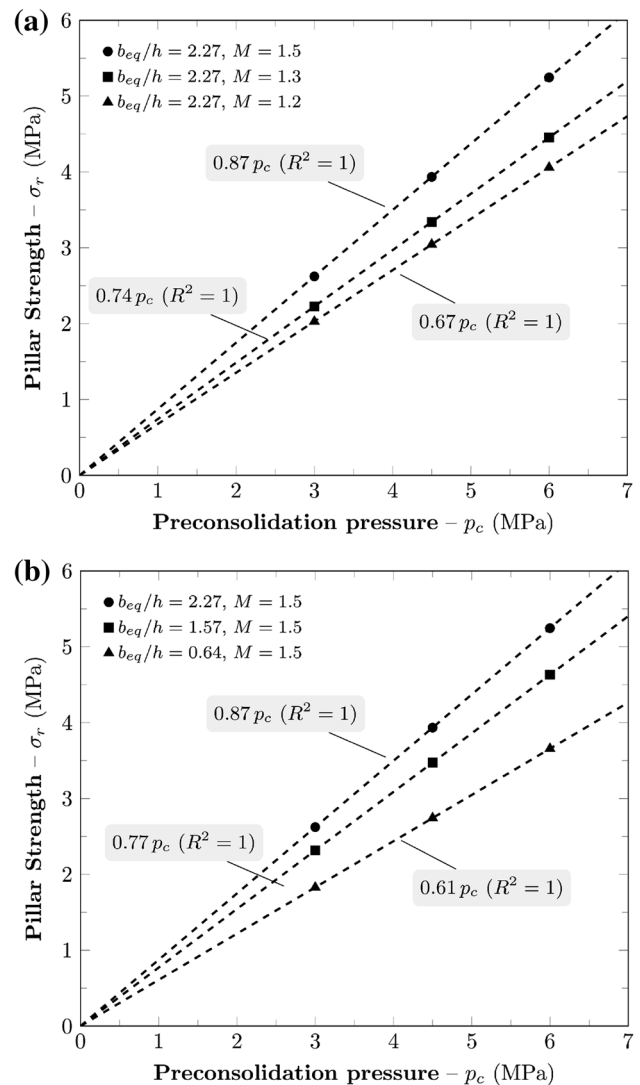 (a)
6
5
4
3
2
1
0
Pillar Strength – σᵣ (MPa)
b_eq/h = 2.27, M = 1.5
b_eq/h = 2.27, M = 1.3
b_eq/h = 2.27, M = 1.2
0.87 p_c (R² = 1)
0.74 p_c (R² = 1)
0.67 p_c (R² = 1)
0 1 2 3 4 5 6 7
Preconsolidation pressure – p_c (MPa)
(b)
6
5
4
3
2
1
0
Pillar Strength – σᵣ (MPa)
b_eq/h = 2.27, M = 1.5
b_eq/h = 1.57, M = 1.5
b_eq/h = 0.64, M = 1.5
0.87 p_c (R² = 1)
0.77 p_c (R² = 1)
0.61 p_c (R² = 1)
0 1 2 3 4 5 6 7
Preconsolidation pressure – p_c (MPa)